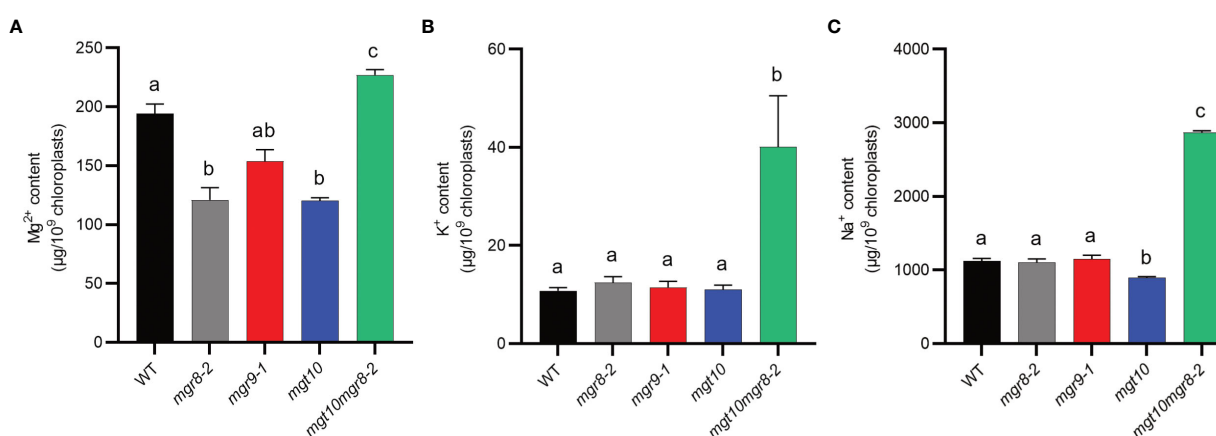 A
Mg²⁺ content
(µg/10⁹ chloroplasts)
250
200
150
100
50
0
a
b
ab
b
c
WT
mgr8-2
mgr9-1
mgt10
mgt10mgr8-2
B
K⁺ content
(µg/10⁹ chloroplasts)
60
40
20
0
a
a
a
a
b
WT
mgr8-2
mgr9-1
mgt10
mgt10mgr8-2
C
Na⁺ content
(µg/10⁹ chloroplasts)
4000
3000
2000
1000
0
a
a
a
b
c
WT
mgr8-2
mgr9-1
mgt10
mgt10mgr8-2